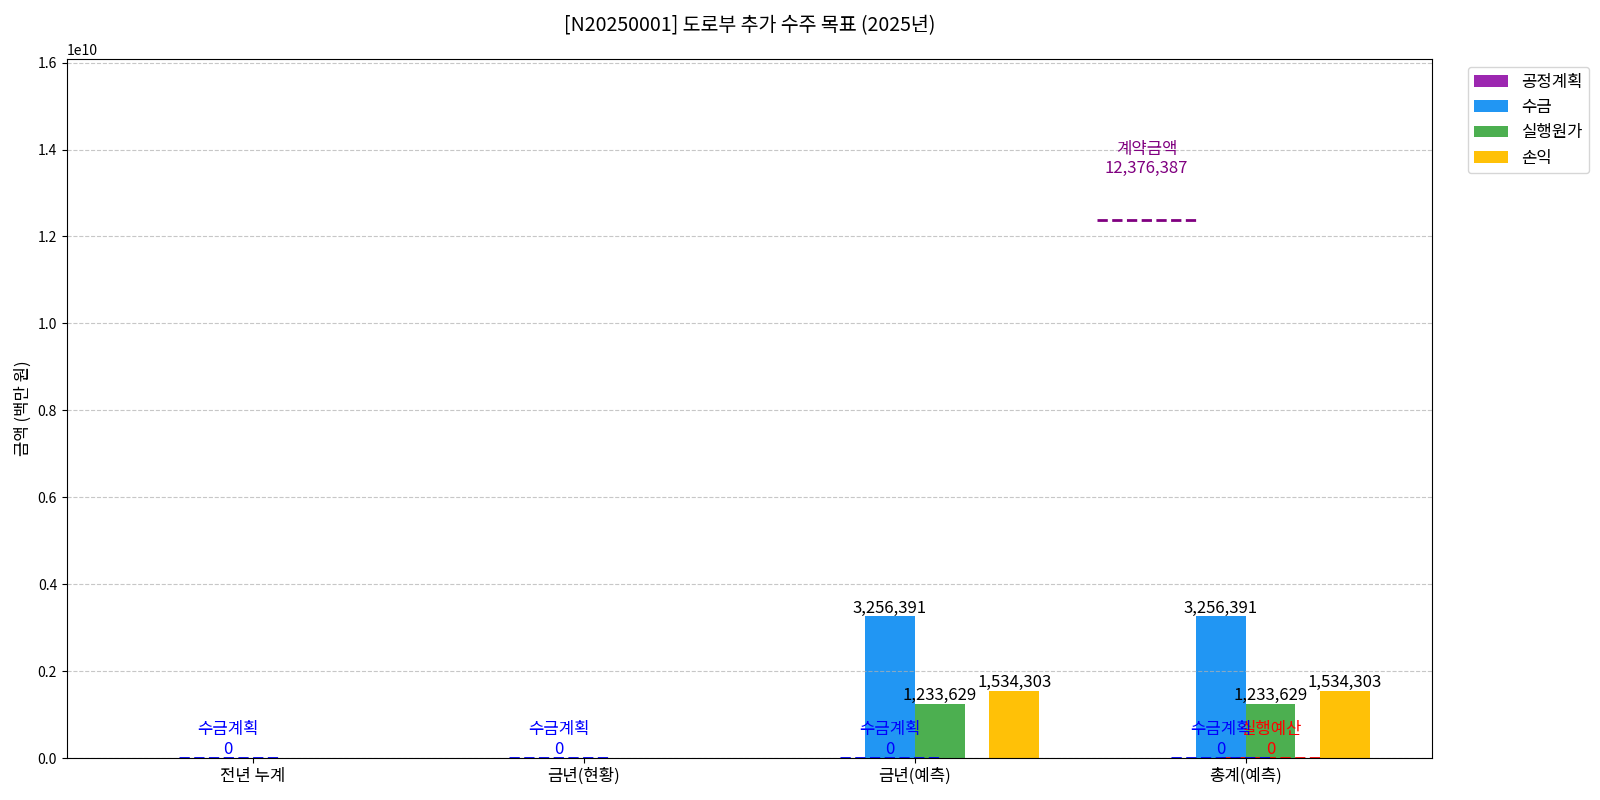 [N20250001] 도로부 추가 수주 목표 (2025년)
1e10
1.6
1.4
1.2
1.0
0.8
0.6
0.4
0.2
0.0
금액 (백만 원)
공정계획
수금
실행원가
손익
계약금액
12,376,387
수금계획
0
수금계획
0
3,256,391
1,233,629
1,534,303
수금계획
0
3,256,391
1,233,629
1,534,303
수금계획
0
실행예산
0
전년 누계
금년(현황)
금년(예측)
총계(예측)